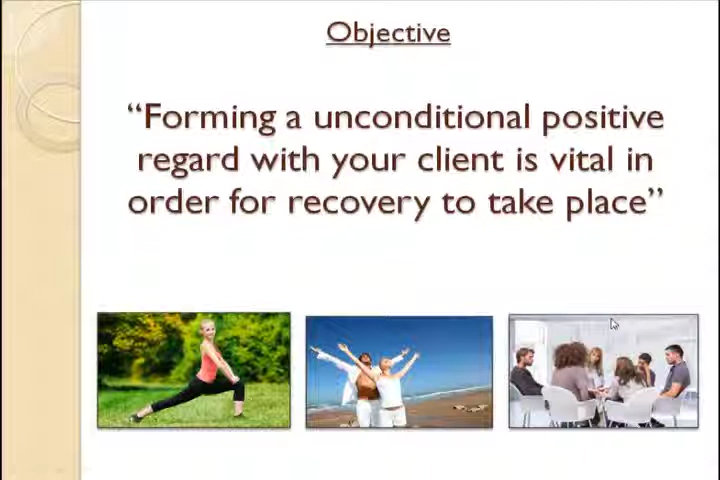 Objective
“Forming a unconditional positive
regard with your client is vital in
order for recovery to take place”